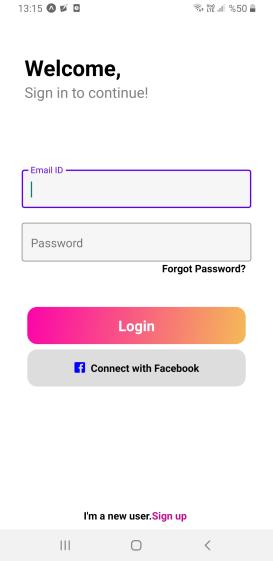 13:15 %50
Welcome,
Sign in to continue!
Email ID
Password
Forgot Password?
Login
Connect with Facebook
I'm a new user.Sign up